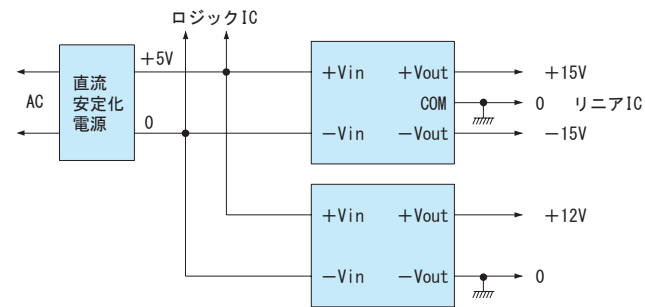 ロジックIC
+5V
AC
直流
安定化
電源
0
+Vin +Vout
COM
−Vin −Vout
+15V
0 リニアIC
−15V
+Vin +Vout
−Vin −Vout
+12V
0